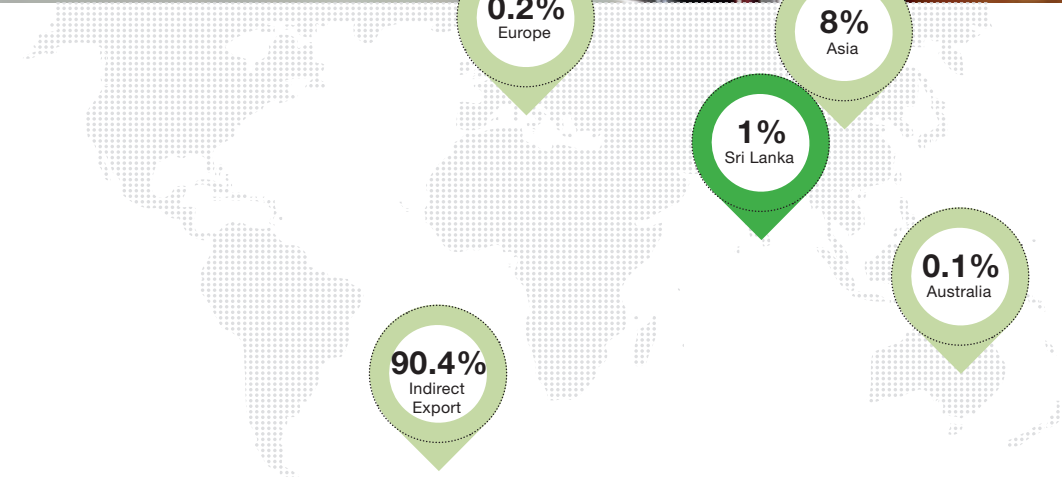 0.2%
Europe
8%
Asia
1%
Sri Lanka
0.1%
Australia
90.4%
Indirect
Export